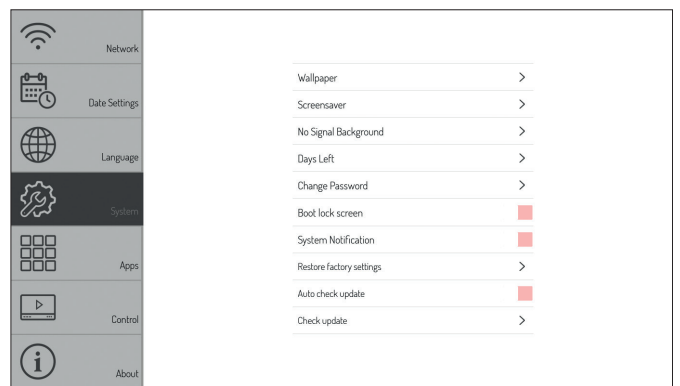 Network
Date Settings
Language
System
Apps
Control
About
Wallpaper
Screensaver
No Signal Background
Days Left
Change Password
Boot lock screen
System Notification
Restore factory settings
Auto check update
Check update